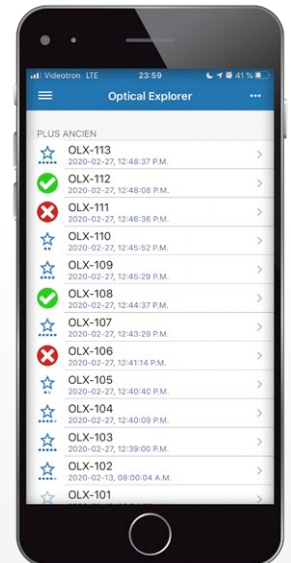 Videotron LTE 23:59 41 %
Optical Explorer
PLUS ANCIEN
OLX-113
2020-02-27, 12:48:37 P.M.
OLX-112
2020-02-27, 12:48:08 P.M.
OLX-111
2020-02-27, 12:46:36 P.M.
OLX-110
2020-02-27, 12:45:52 P.M.
OLX-109
2020-02-27, 12:45:29 P.M.
OLX-108
2020-02-27, 12:44:37 P.M.
OLX-107
2020-02-27, 12:43:29 P.M.
OLX-106
2020-02-27, 12:41:14 P.M.
OLX-105
2020-02-27, 12:40:40 P.M.
OLX-104
2020-02-27, 12:40:09 P.M.
OLX-103
2020-02-27, 12:39:00 P.M.
OLX-102
2020-02-13, 08:00:04 A.M.
OLX-101